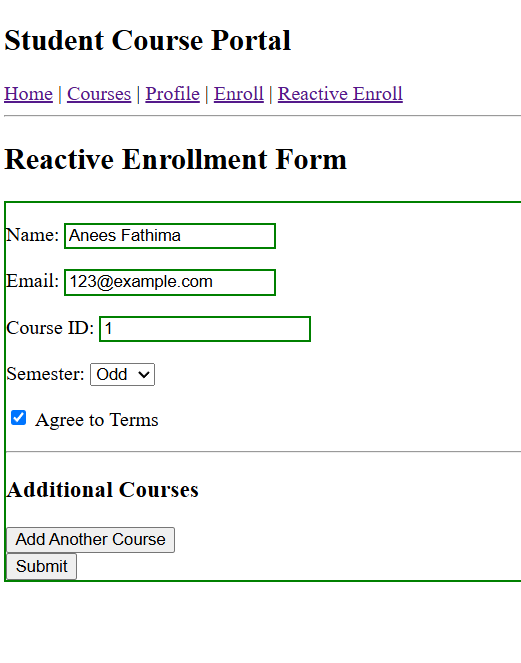 Student Course Portal
Home | Courses | Profile | Enroll | Reactive Enroll
Reactive Enrollment Form
Name: Anees Fathima
Email: 123@example.com
Course ID: 1
Semester: Odd
Agree to Terms
Additional Courses
Add Another Course
Submit